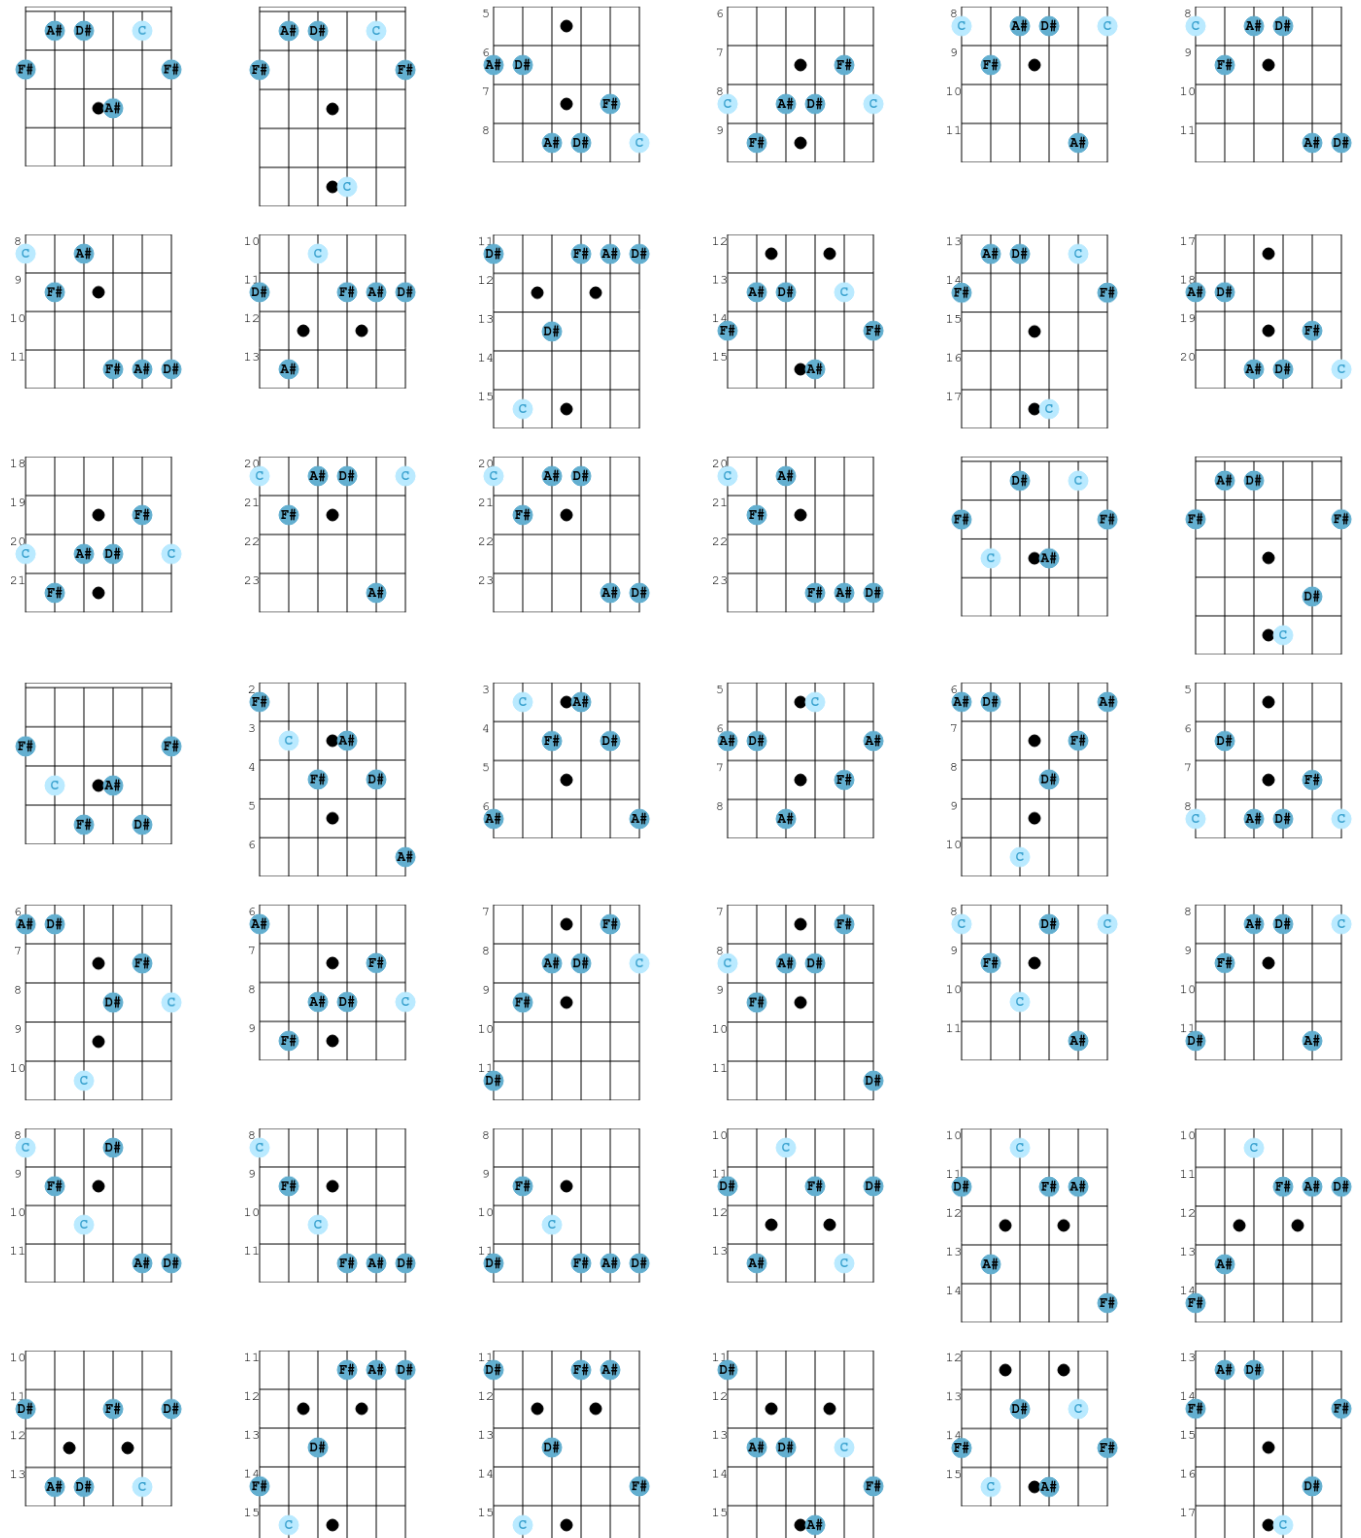 A# D# C
F# F#
A#
A# D# C
F# F#
C
5
6 A# D#
7 F#
8 A# D# C
6
7 F#
8 C A# D# C
9 F#
8 C A# D# C
9 F#
10
11 A#
8 C A# D#
9 F#
10
11 A# D#
8 C A#
9 F#
10
11 F# A# D#
10 C
11 D# F# A# D#
12
13 A#
11 D# F# A# D#
12
13 D#
14
15 C
12
13 A# D# C
14 F# F#
15 A#
13 A# D# C
14 F# F#
15
16
17 C
17
18 A# D#
19 F#
20 A# D# C
18
19 F#
20 C A# D# C
21 F#
20 C A# D# C
21 F#
22
23 A#
20 C A# D#
21 F#
22
23 A# D#
20 C A#
21 F#
22
23 F# A# D#
D# C
F# F#
C A#
A# D#
F# F#
D#
C
F# F#
C A#
F# D#
2 F#
3 C A#
4 F# D#
5
6 A#
3 C A#
4 F# D#
5
6 A# A#
5 C
6 A# D# A#
7 F#
8 A#
6 A# D# A#
7 F#
8 D#
9
10 C
5
6 D#
7 F#
8 C A# D# C
6 A# D#
7 F#
8 D# C
9
10 C
6 A#
7 F#
8 A# D# C
9 F#
7 F#
8 A# D# C
9 F#
10
11 D#
7 F#
8 C A# D#
9 F#
10
11 D#
8 C D# C
9 F#
10 C
11 A#
8 A# D# C
9 F#
10
11 D# A#
8 C D#
9 F#
10 C
11 A# D#
8 C
9 F#
10 C
11 F# A# D#
8
9 F#
10 C
11 D# F# A# D#
10 C
11 D# F# D#
12
13 A# C
10 C
11 D# F# A#
12
13 A#
14 F#
10 C
11 F# A# D#
12
13 A#
14 F#
10
11 D# F# D#
12
13 A# D# C
11 F# A# D#
12
13 D#
14 F#
15 C
11 D# F# A#
12
13 D#
14 F#
15 C
11 D#
12
13 A# D# C
14 F#
15 A#
12
13 D# C
14 F# F#
15 C A#
13 A# D#
14 F# F#
15
16 D#
17 C